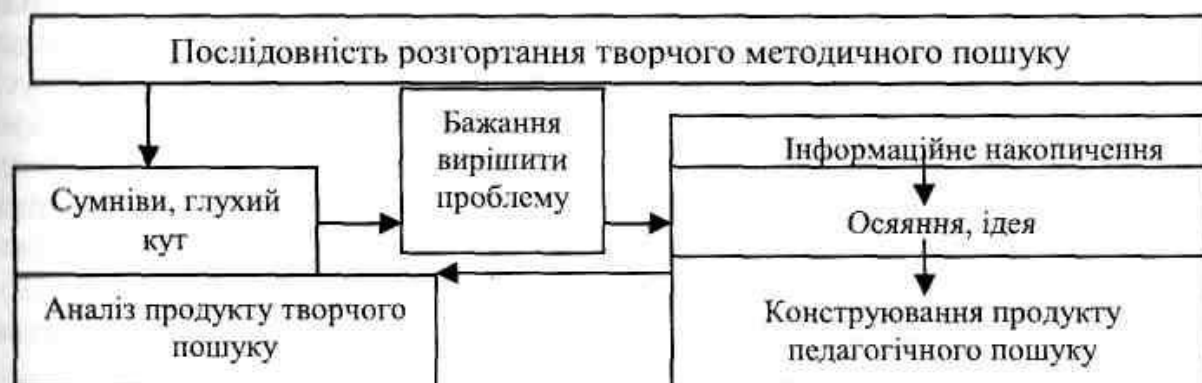 Послідовність розгортання творчого методичного пошуку
Сумніви, глухий
кут
Бажання
вирішити
проблему
Інформаційне накопичення
Осяяння, ідея
Конструювання продукту
педагогічного пошуку
Аналіз продукту творчого
пошуку